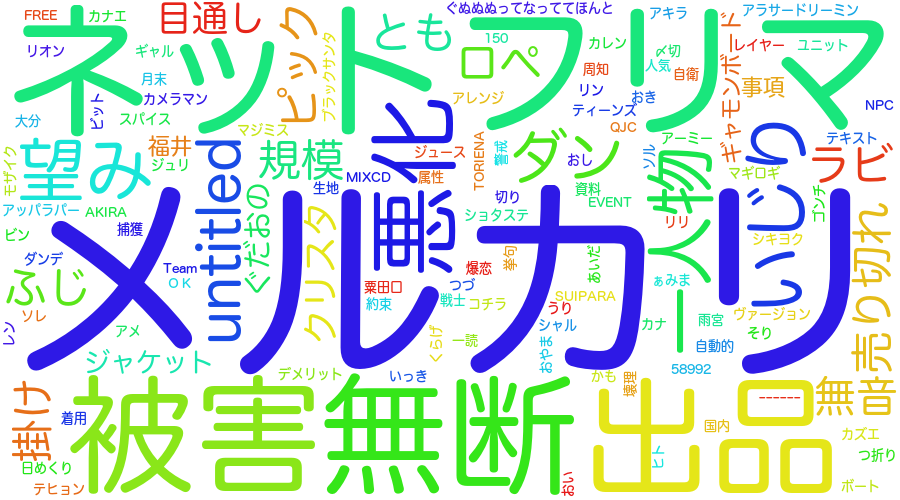 FREE
カナエ
目通し
ぐぬぬぬってなっててほんと
アキラ
アラサードリーミン
ネットフリマ
リオン
ギャル
ピック
ブラックサンタ
とも
150
カレン
〆切
人気
レイヤー
ユニット
ロペ
周知
自衛
月末
カメラマン
ビット
スパイス
大分
アレンジ
リン
おき
ティーンズ
QJC
ギャモンボード
事項
NPC
マジミス
福井
ジュリ
モザイク
望み
規模
untitled
悪化
ジュース
TORIENA
警戒
ダン
おし
ソル
アーミー
テキスト
マギロギ
ラビ
いじり
人物
MIXCD
属性
生地
切り
資料
EVENT
ゴンチ
アッパラパー
AKIRA
捕獲
ぐだおの
クリスタ
ショタステ
リリ
シキヨク
売り切れ
ピン
ダンデ
Team
OK
ふじ
メルカリ
爆恋
挙句
あいだ
ぁみま
粟田口
つづ
約束
戦士
コチラ
SUIPARA
うり
カナ
雨宮
ヴァージョン
ソレ
レン
アメ
くらげ
一読
シャル
おやま
自動的
そり
ジャケット
デメリット
いっき
かも
壊理
58992
掛け
着用
被害
無断
出品
------
無音
国内
ヒト
カズエ
日めくり
つ折り
テヒョン
おい
ボート